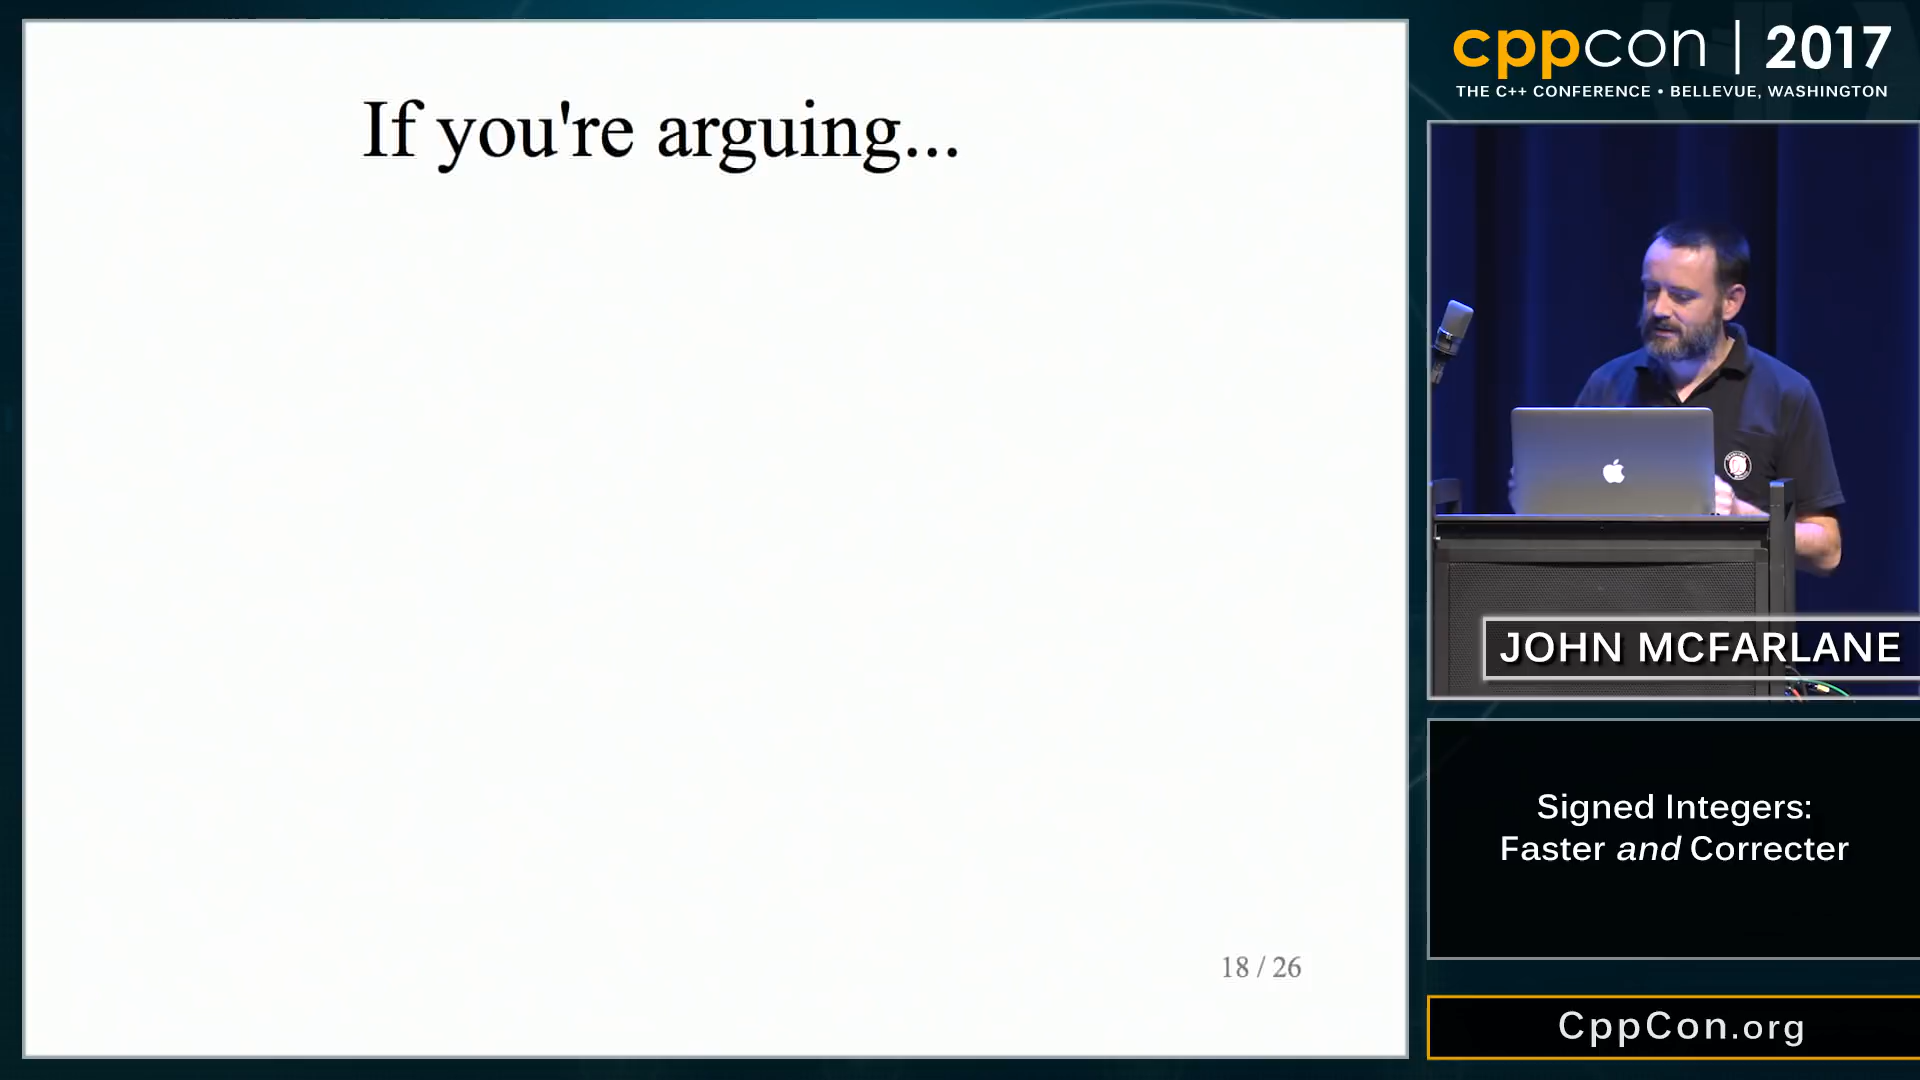 If you're arguing...
18 / 26
cppcon | 2017
THE C++ CONFERENCE • BELLEVUE, WASHINGTON
JOHN MCFARLANE
Signed Integers:
Faster and Correcter
CppCon.org